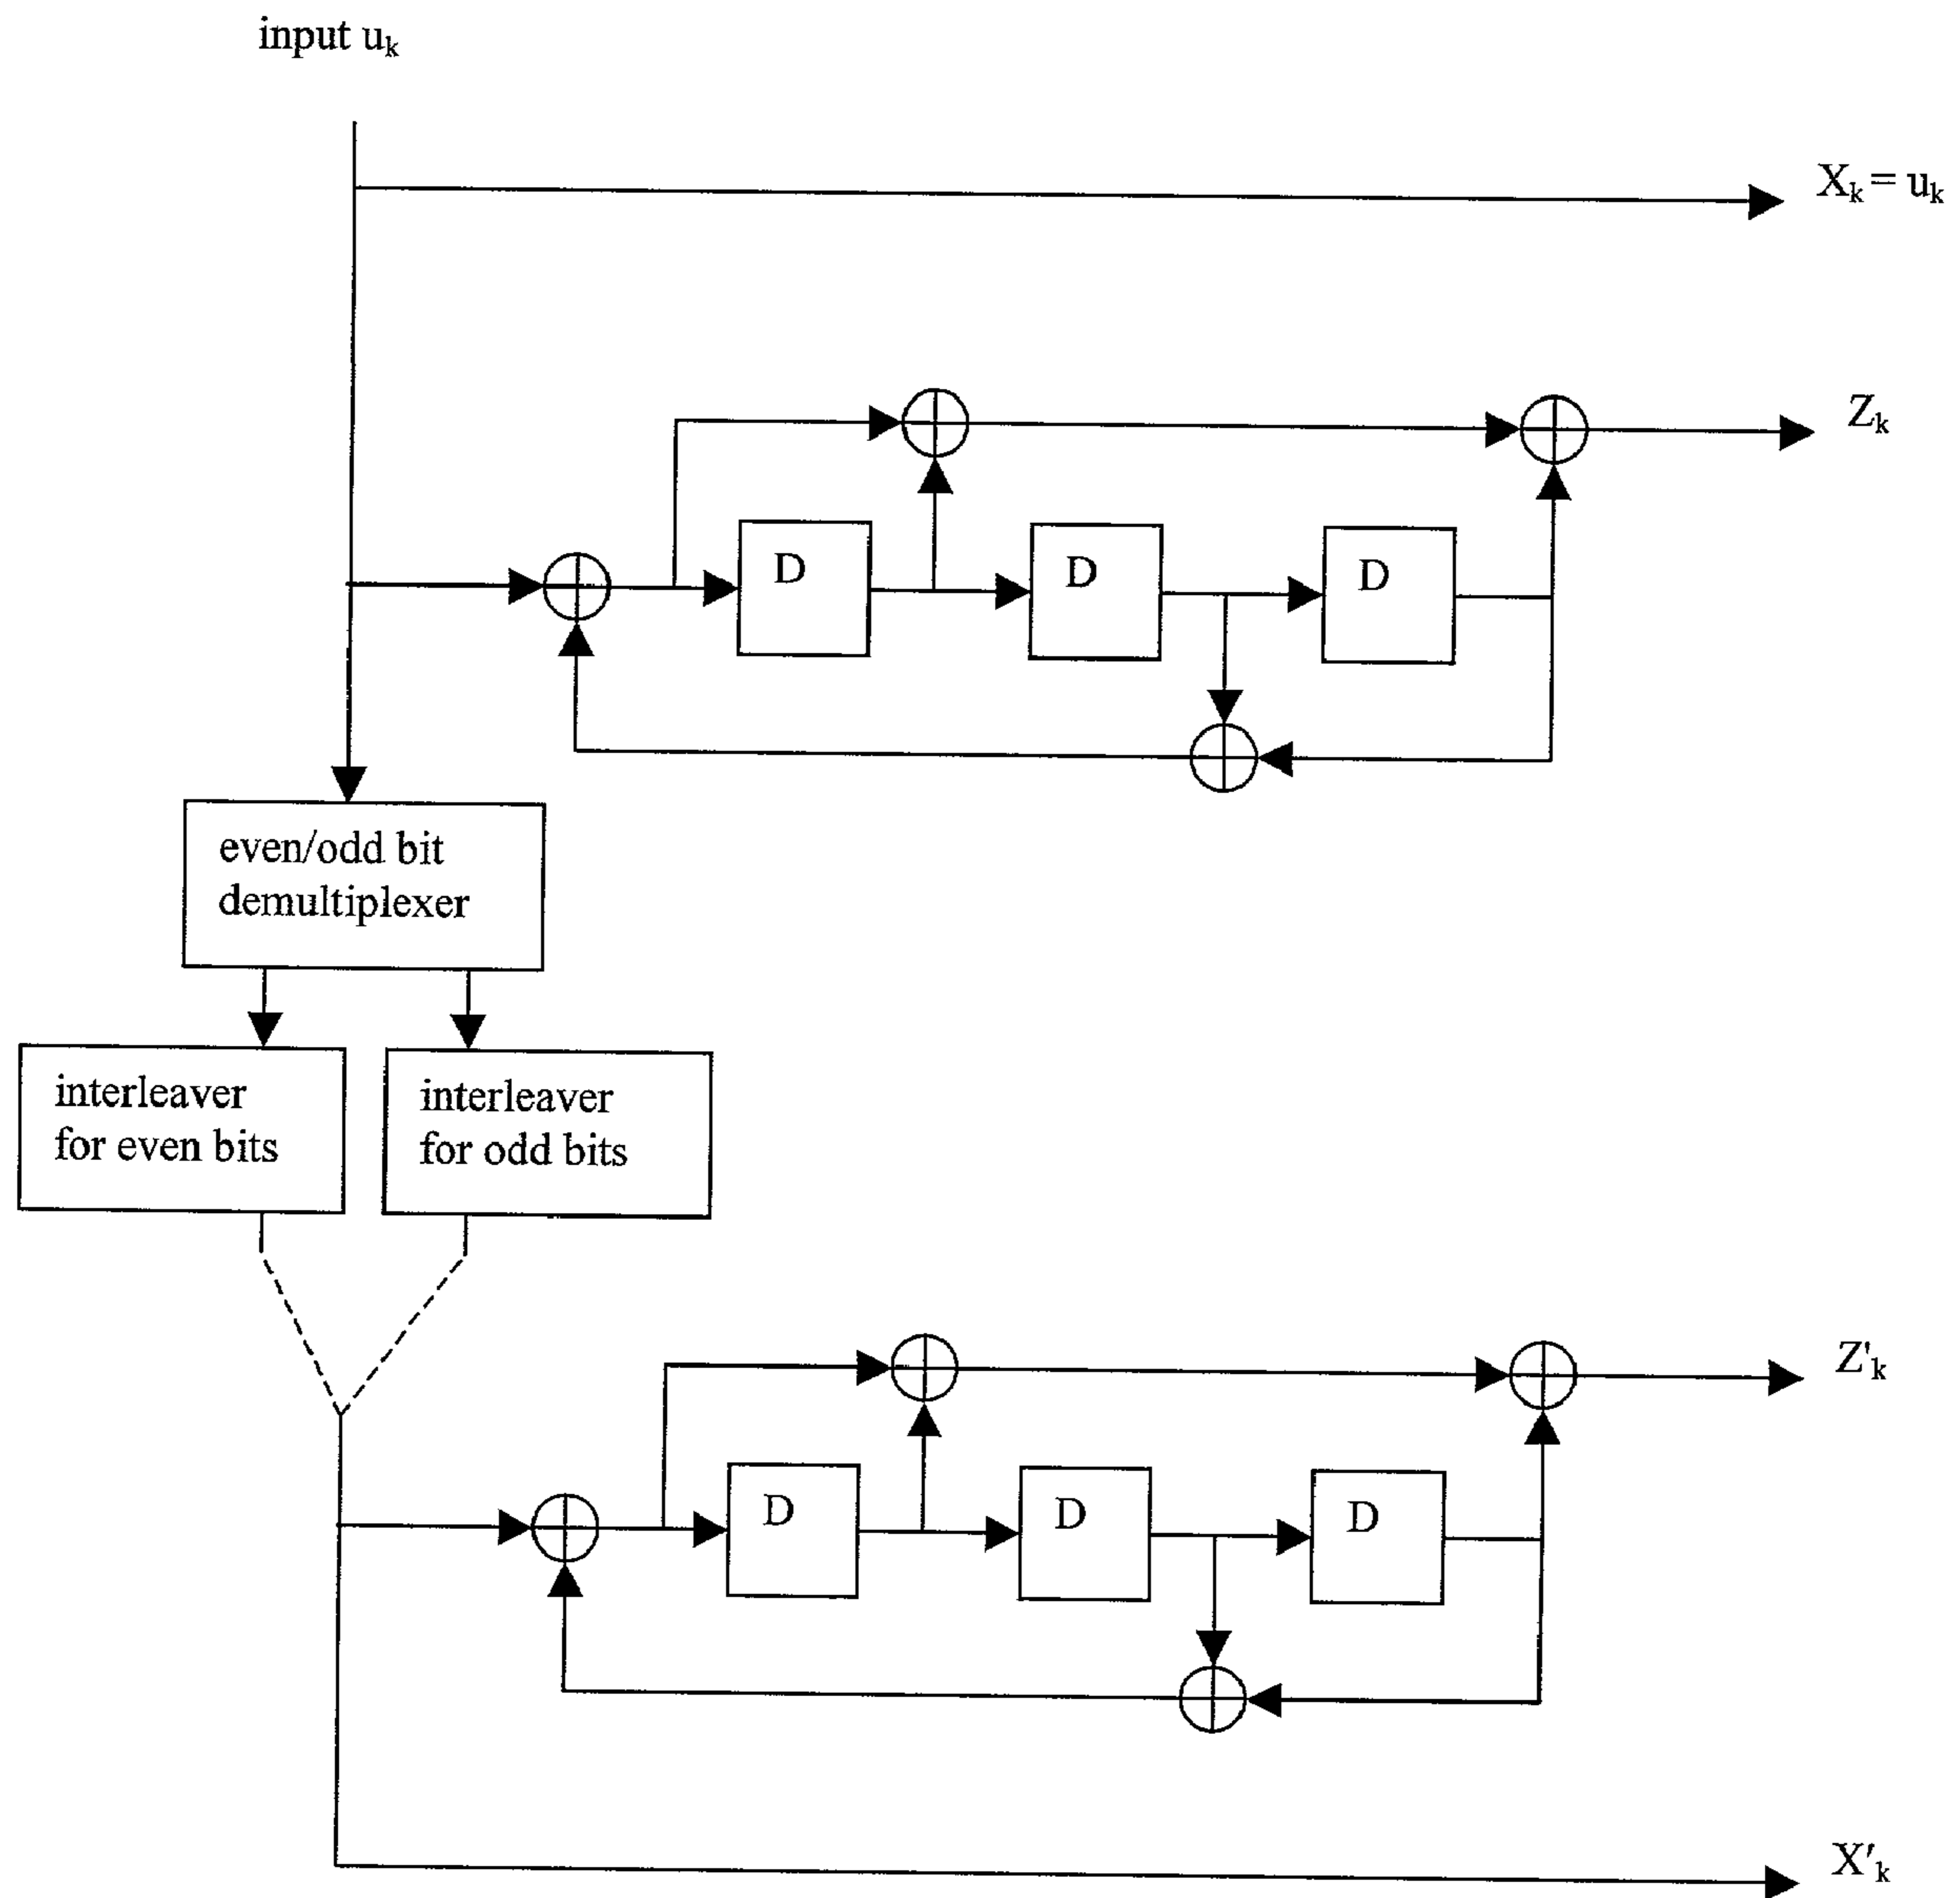 input uk
Xk = uk
Zk
D
D
D
even/odd bit
demultiplexer
interleaver
for even bits
interleaver
for odd bits
Z'k
D
D
D
X'k